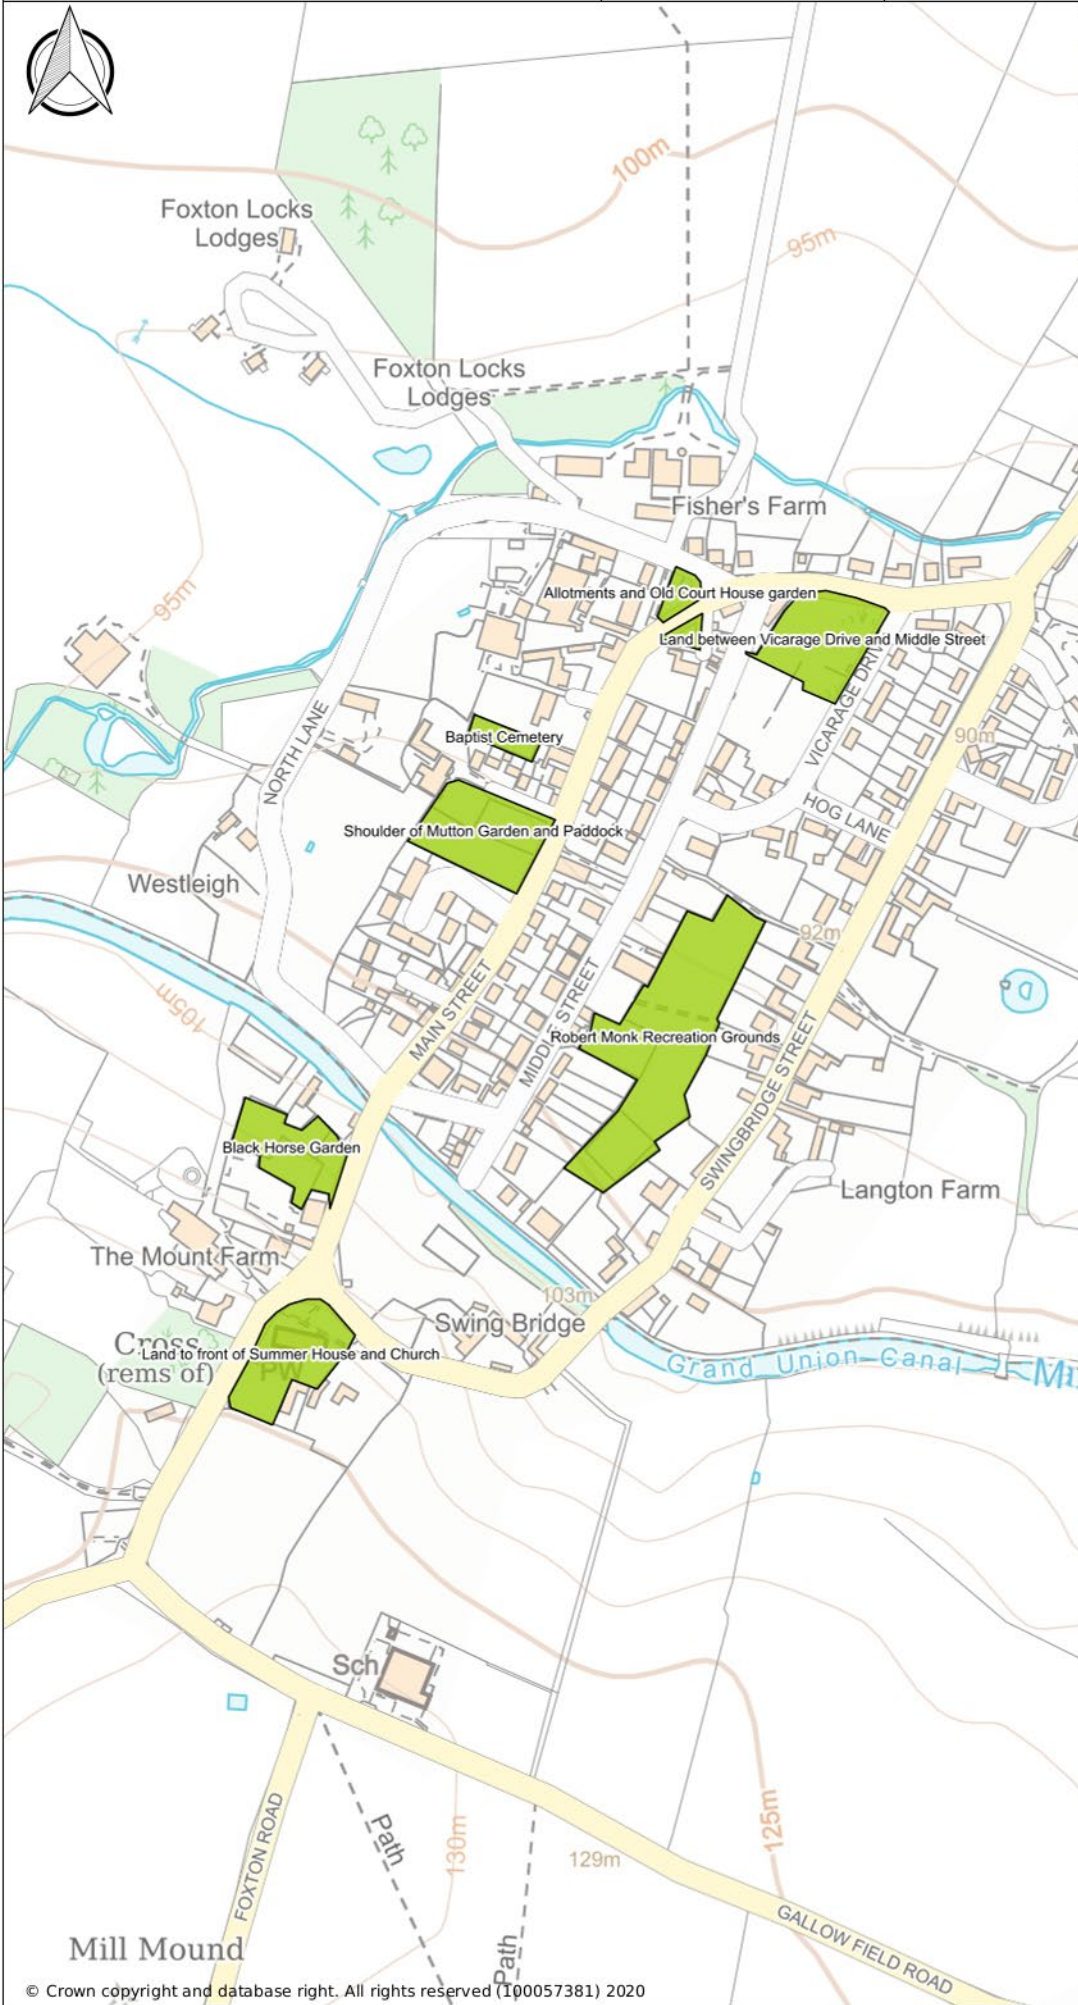 100m
Foxton Locks
Lodges
95m
Foxton Locks
Lodges
Fisher's Farm
95m
Allotments and Old Court House garden
Land between Vicarage Drive and Middle Street
VICARAGE DRIV
NORTH LANE
Baptist Cemetery
90m
HOG LANE
Shoulder of Mutton Garden and Paddock
Westleigh
92m
105m
MAIN STREET
MIDDLE STREET
Robert Monk Recreation Grounds
SWINGBRIDGE STREET
Black Horse Garden
Langton Farm
The Mount Farm
103m
Swing Bridge
Cross
(rems of)
Land to front of Summer House and Church
PW
Grand Union Canal
Sch
FOXTON ROAD
Path
130m
129m
125m
GALLOW FIELD ROAD
Mill Mound
Path
© Crown copyright and database right. All rights reserved (100057381) 2020